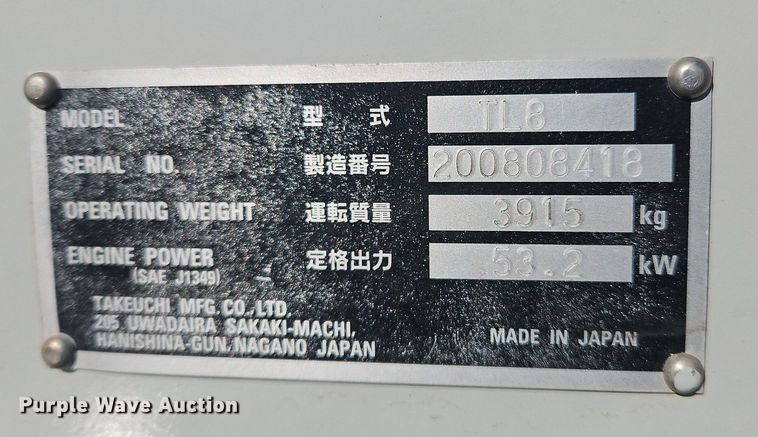 MODEL 型式 TL8
SERIAL NO. 製造番号 200808418
OPERATING WEIGHT 運転質量 3915 kg
ENGINE POWER 定格出力 53.2 kW
(SAE J1349)
TAKEUCHI MFG.CO.,LTD.
205 UWADAIRA SAKAKI-MACHI,
HANISHINA-GUN,NAGANO JAPAN
MADE IN JAPAN
Purple Wave Auction